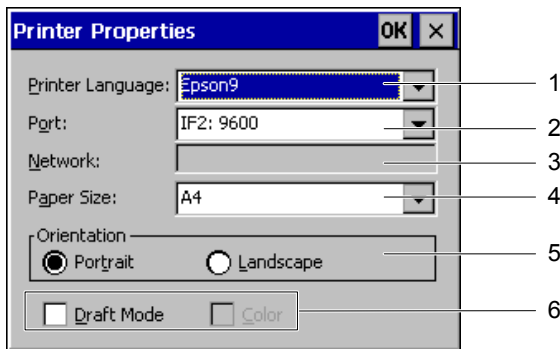 Printer Properties OK ×
Printer Language: Epson9 1
Port: IF2: 9600 2
Network: 3
Paper Size: A4 4
Orientation
Portrait Landscape 5
Draft Mode Color 6